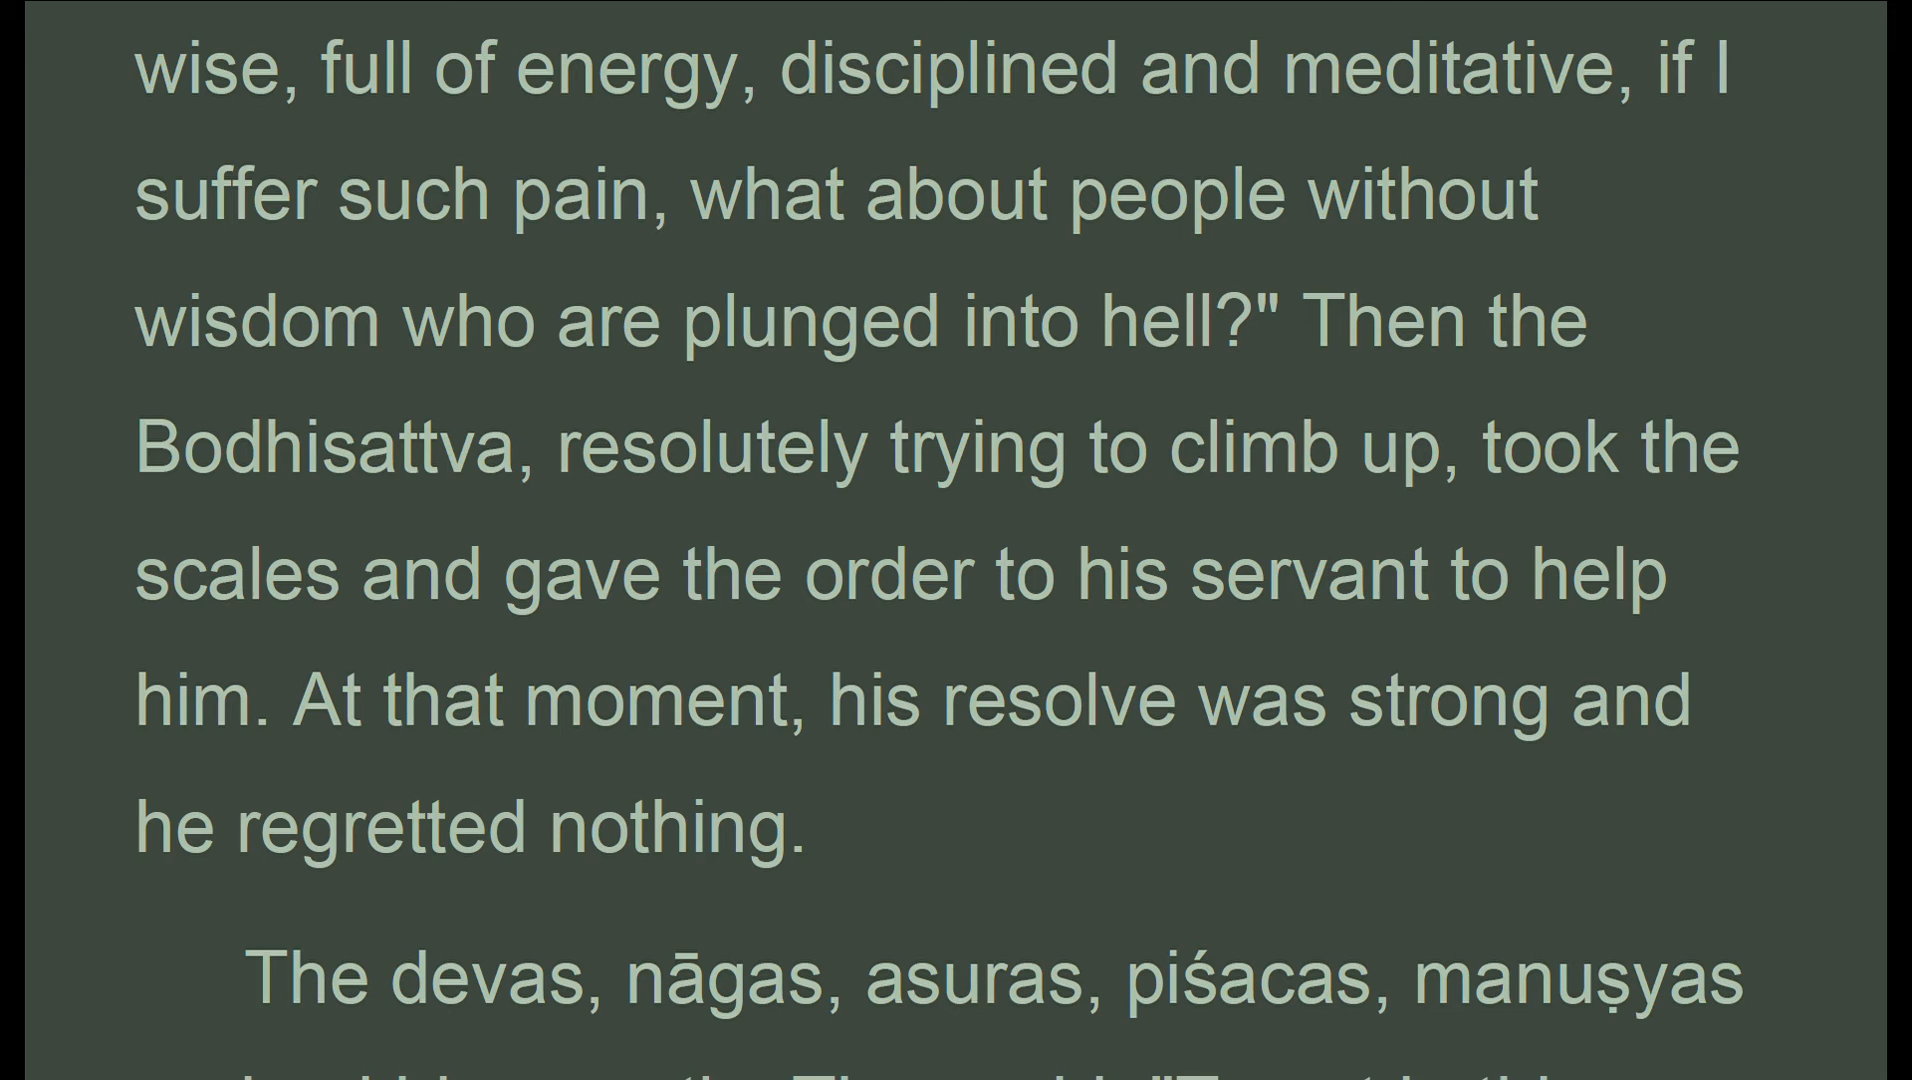 wise, full of energy, disciplined and meditative, if I
suffer such pain, what about people without
wisdom who are plunged into hell?" Then the
Bodhisattva, resolutely trying to climb up, took the
scales and gave the order to his servant to help
him. At that moment, his resolve was strong and
he regretted nothing.
The devas, nāgas, asuras, piśacas, manuṣyas